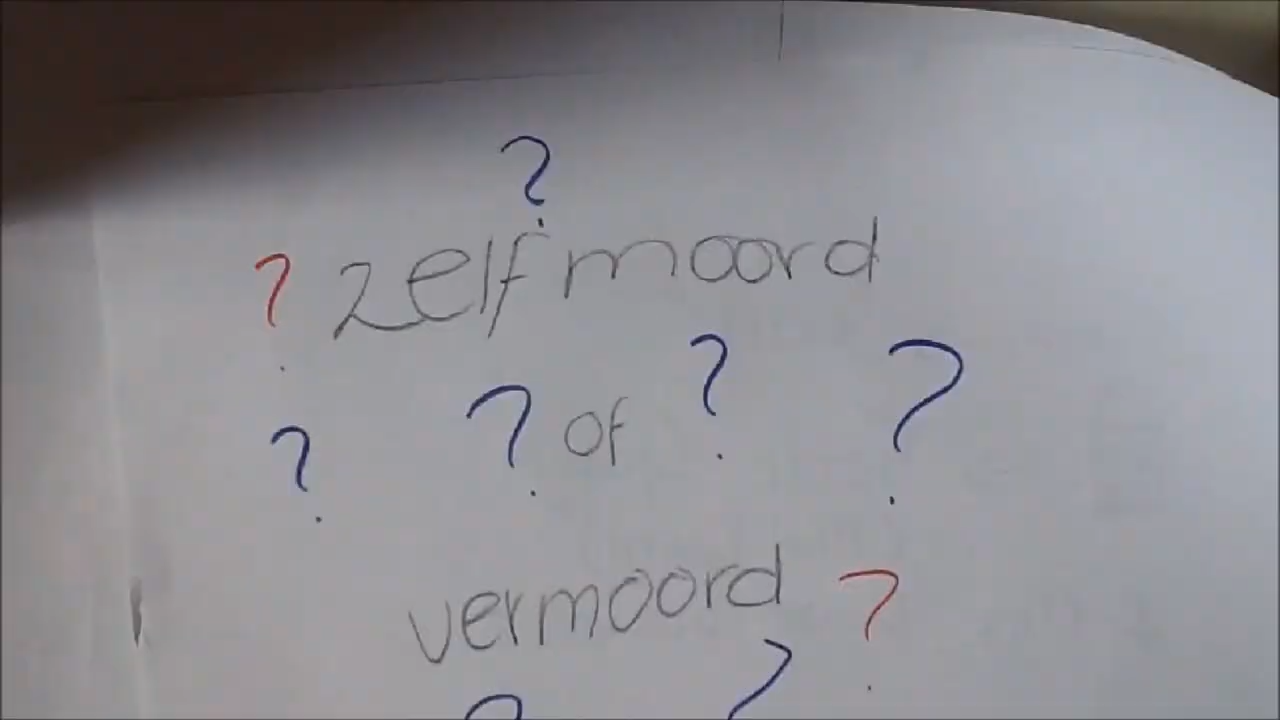 ?
? zelfmoord
? ? of ? ?
vermoord ?
? ?